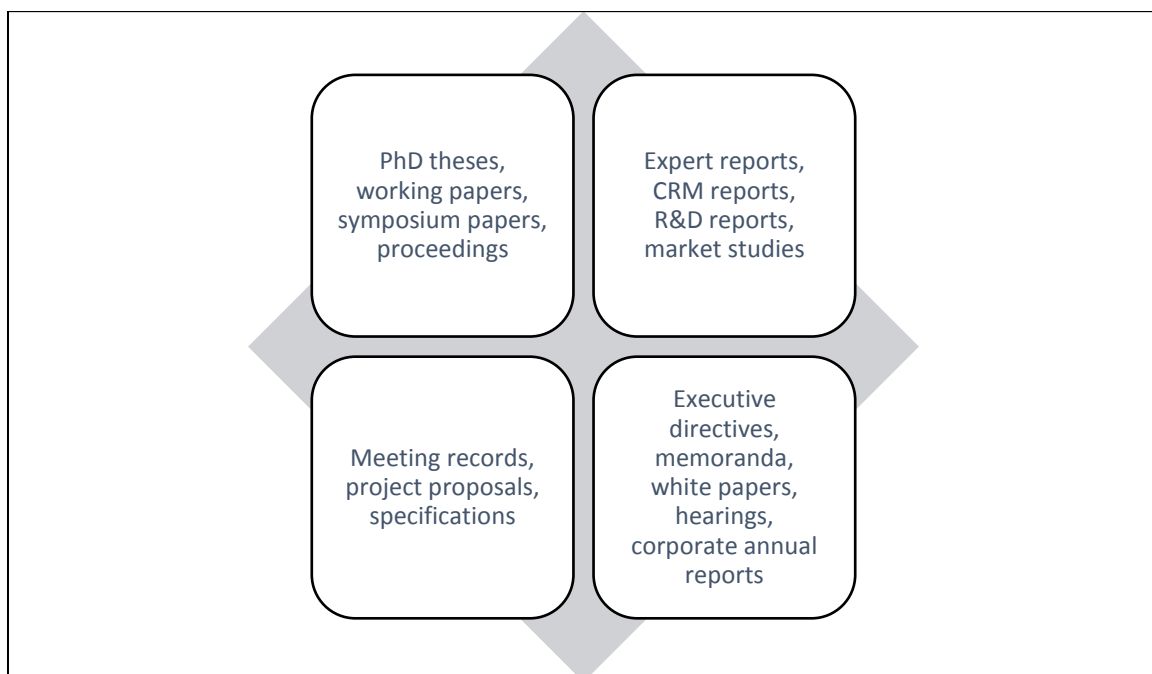 PhD theses,
working papers,
symposium papers,
proceedings
Expert reports,
CRM reports,
R&D reports,
market studies
Meeting records,
project proposals,
specifications
Executive
directives,
memoranda,
white papers,
hearings,
corporate annual
reports